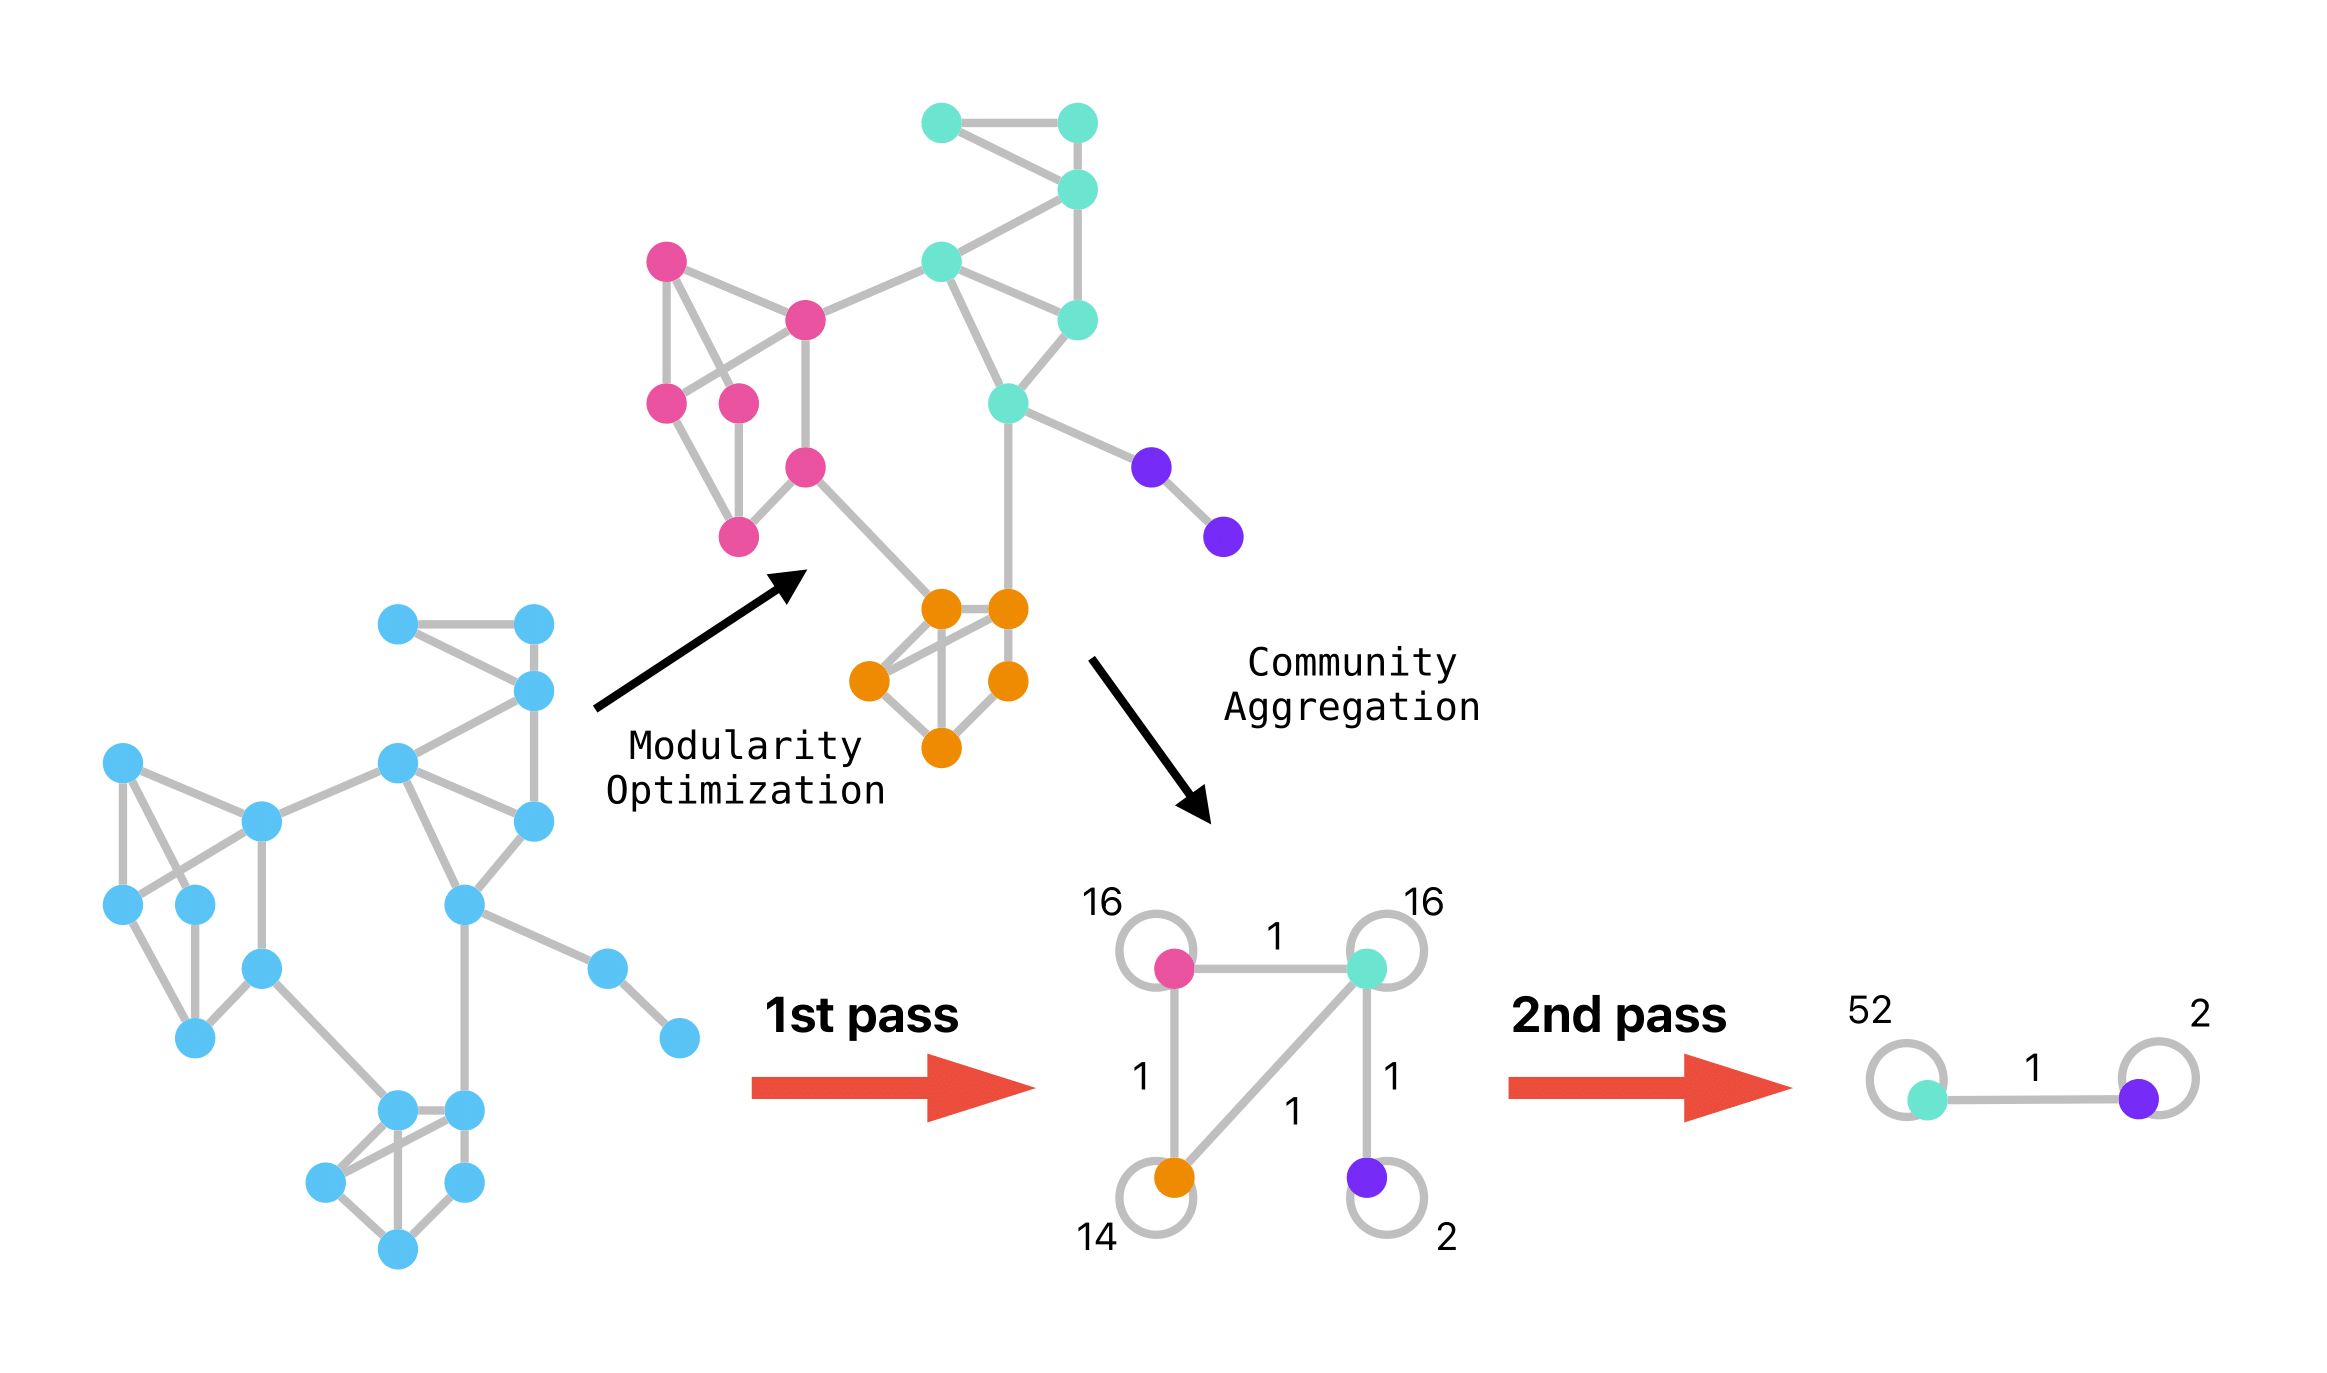 Modularity
Optimization
Community
Aggregation
1st pass
16
1
16
1
1
1
14
2
2nd pass
52
1
2